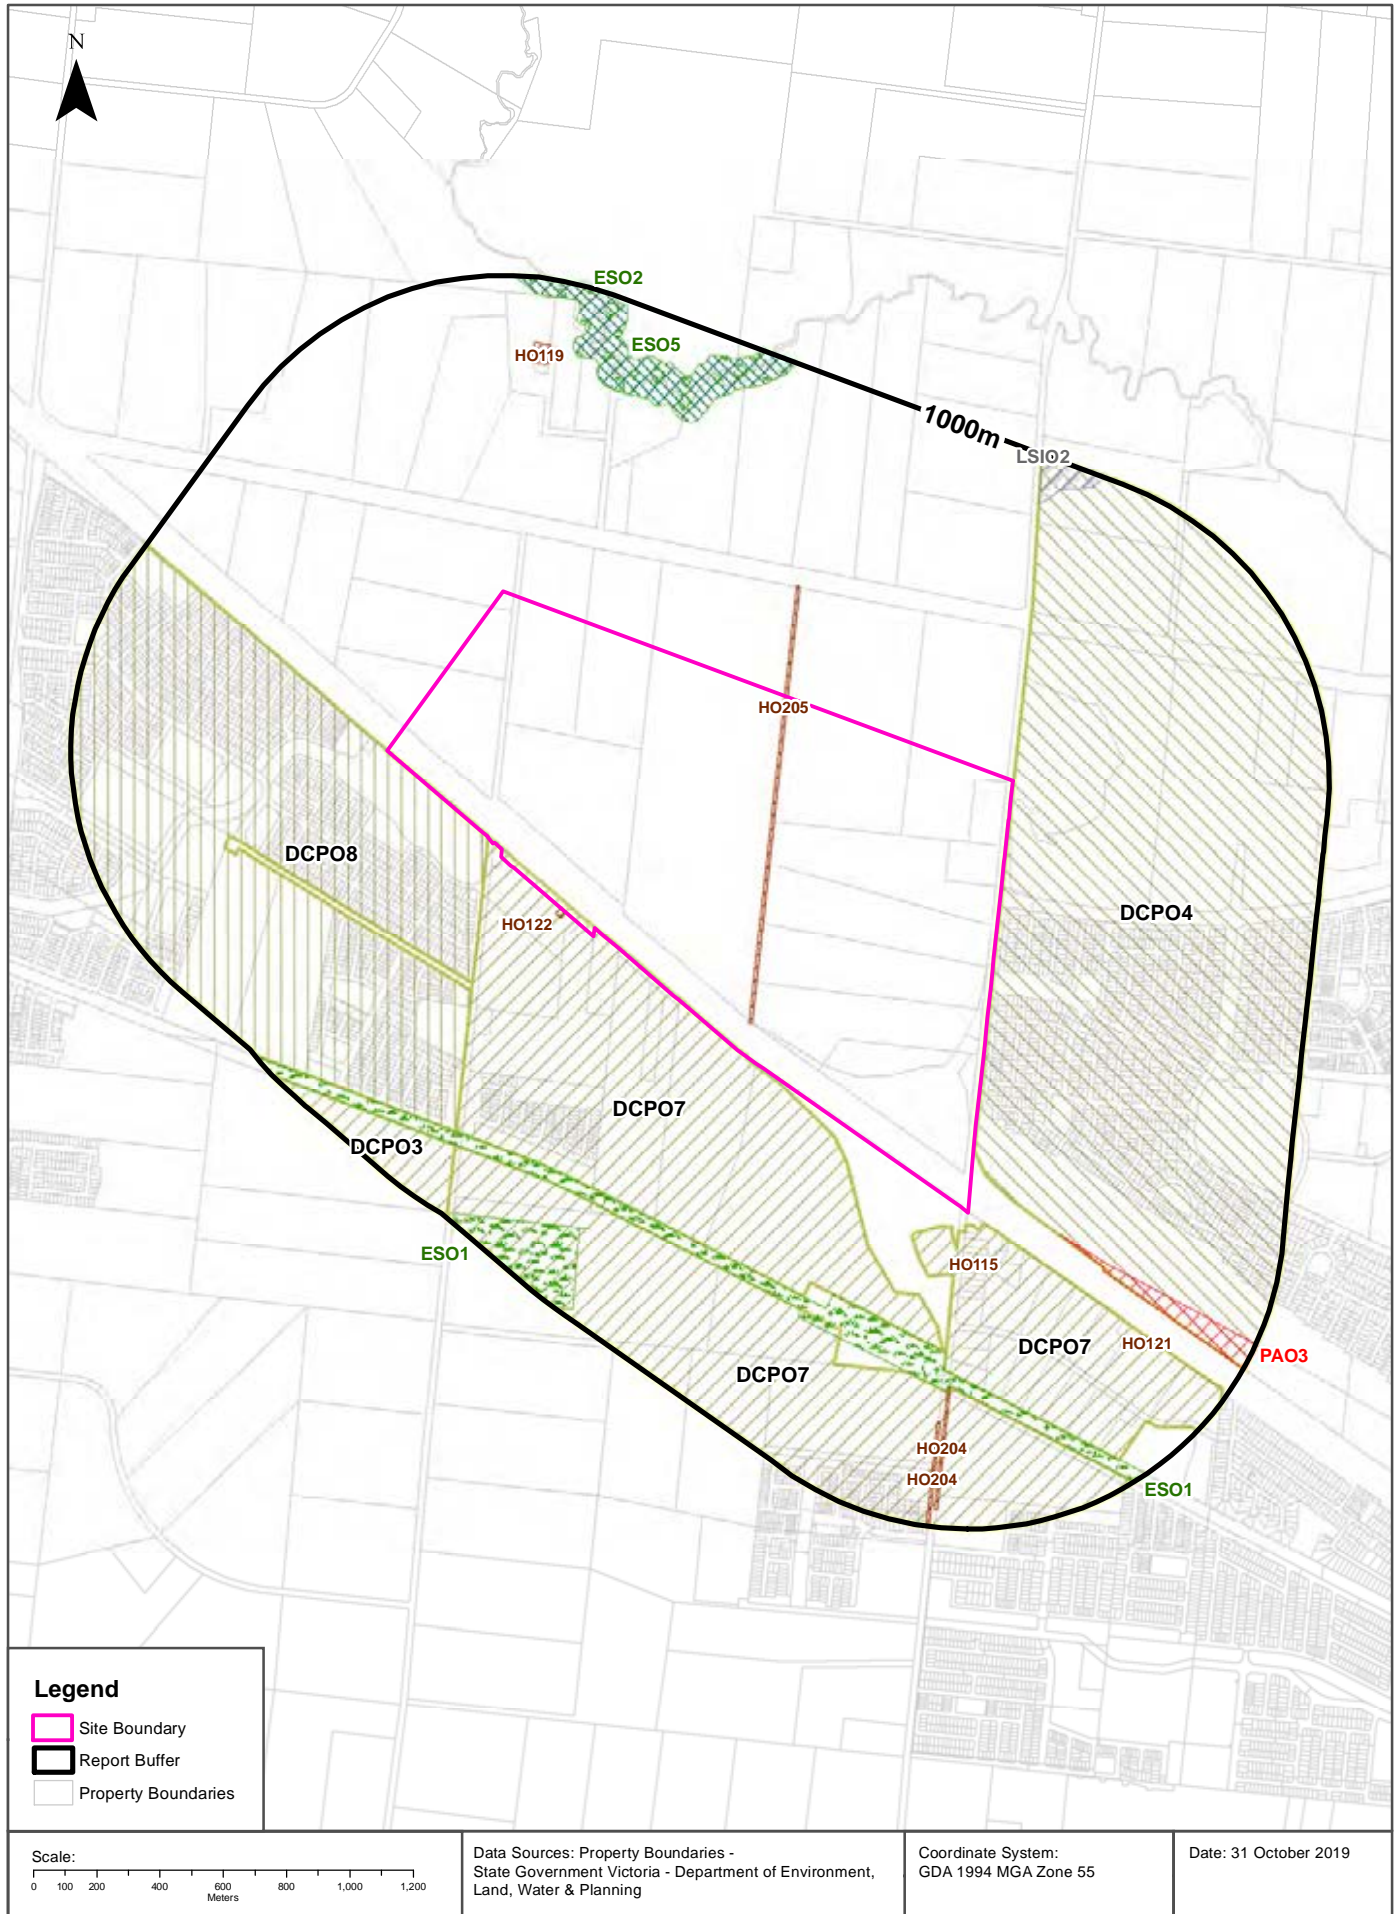 N
ESO2
ESO5
HO119
1000m
LSIO2
HO205
DCPO8
DCPO4
HO122
DCPO7
DCPO3
ESO1
HO115
DCPO7
HO121
PAO3
DCPO7
HO204
HO204
ESO1
Legend
Site Boundary
Report Buffer
Property Boundaries
Scale:
0 100 200 400 600 800 1,000 1,200
Meters
Data Sources: Property Boundaries -
State Government Victoria - Department of Environment,
Land, Water & Planning
Coordinate System:
GDA 1994 MGA Zone 55
Date: 31 October 2019